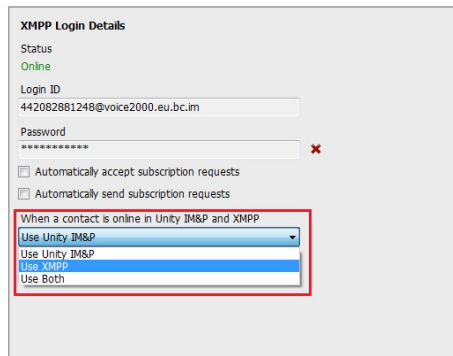 XMPP Login Details
Status
Online
Login ID
442082881248@voice2000.eu.bc.im
Password
***********
Automatically accept subscription requests
Automatically send subscription requests
When a contact is online in Unity IM&P and XMPP
Use Unity IM&P
Use Unity IM&P
Use XMPP
Use Both